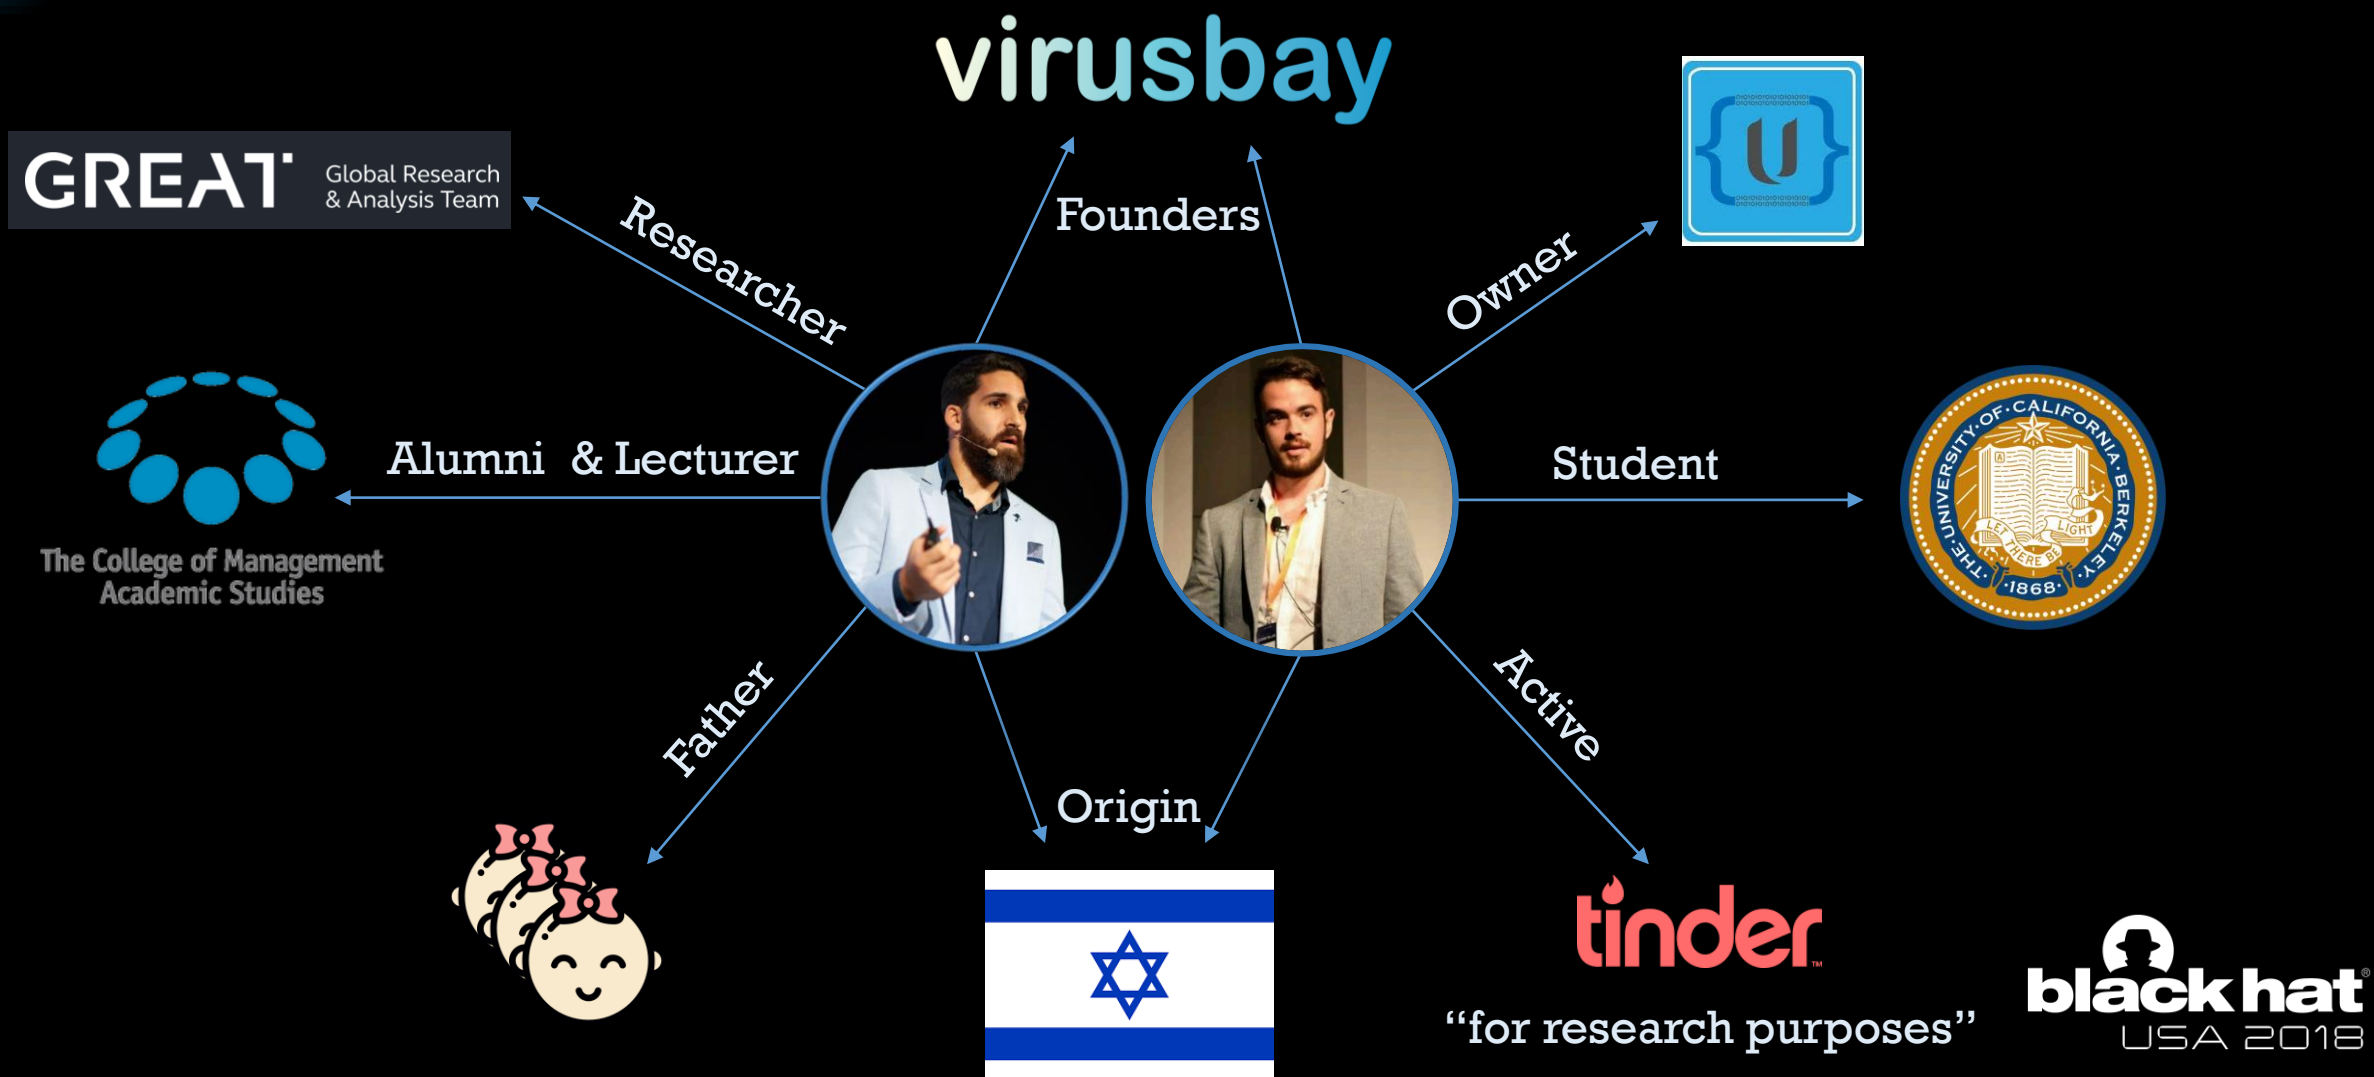 virusbay
GREAT
Global Research
& Analysis Team
Researcher
Founders
Owner
U
The College of Management
Academic Studies
Alumni & Lecturer
Student
THE·UNIVERSITY·OF·CALIFORNIA·BERKELEY·
A
LET THERE BE LIGHT
·1868·
Father
Origin
Active
tinder™
“for research purposes”
black hat®
USA 2018